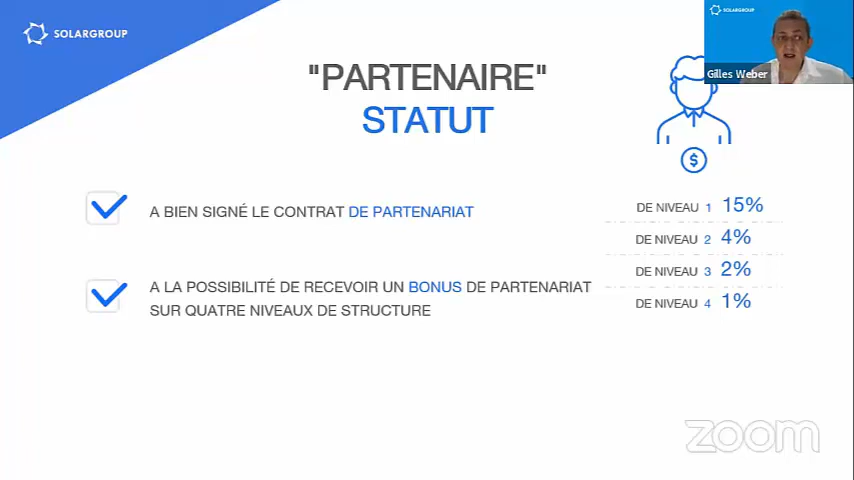 SOLARGROUP
"PARTENAIRE"
STATUT
Gilles Weber
$
A BIEN SIGNÉ LE CONTRAT DE PARTENARIAT
A LA POSSIBILITÉ DE RECEVOIR UN BONUS DE PARTENARIAT
SUR QUATRE NIVEAUX DE STRUCTURE
DE NIVEAU 1 15%
DE NIVEAU 2 4%
DE NIVEAU 3 2%
DE NIVEAU 4 1%
zoom